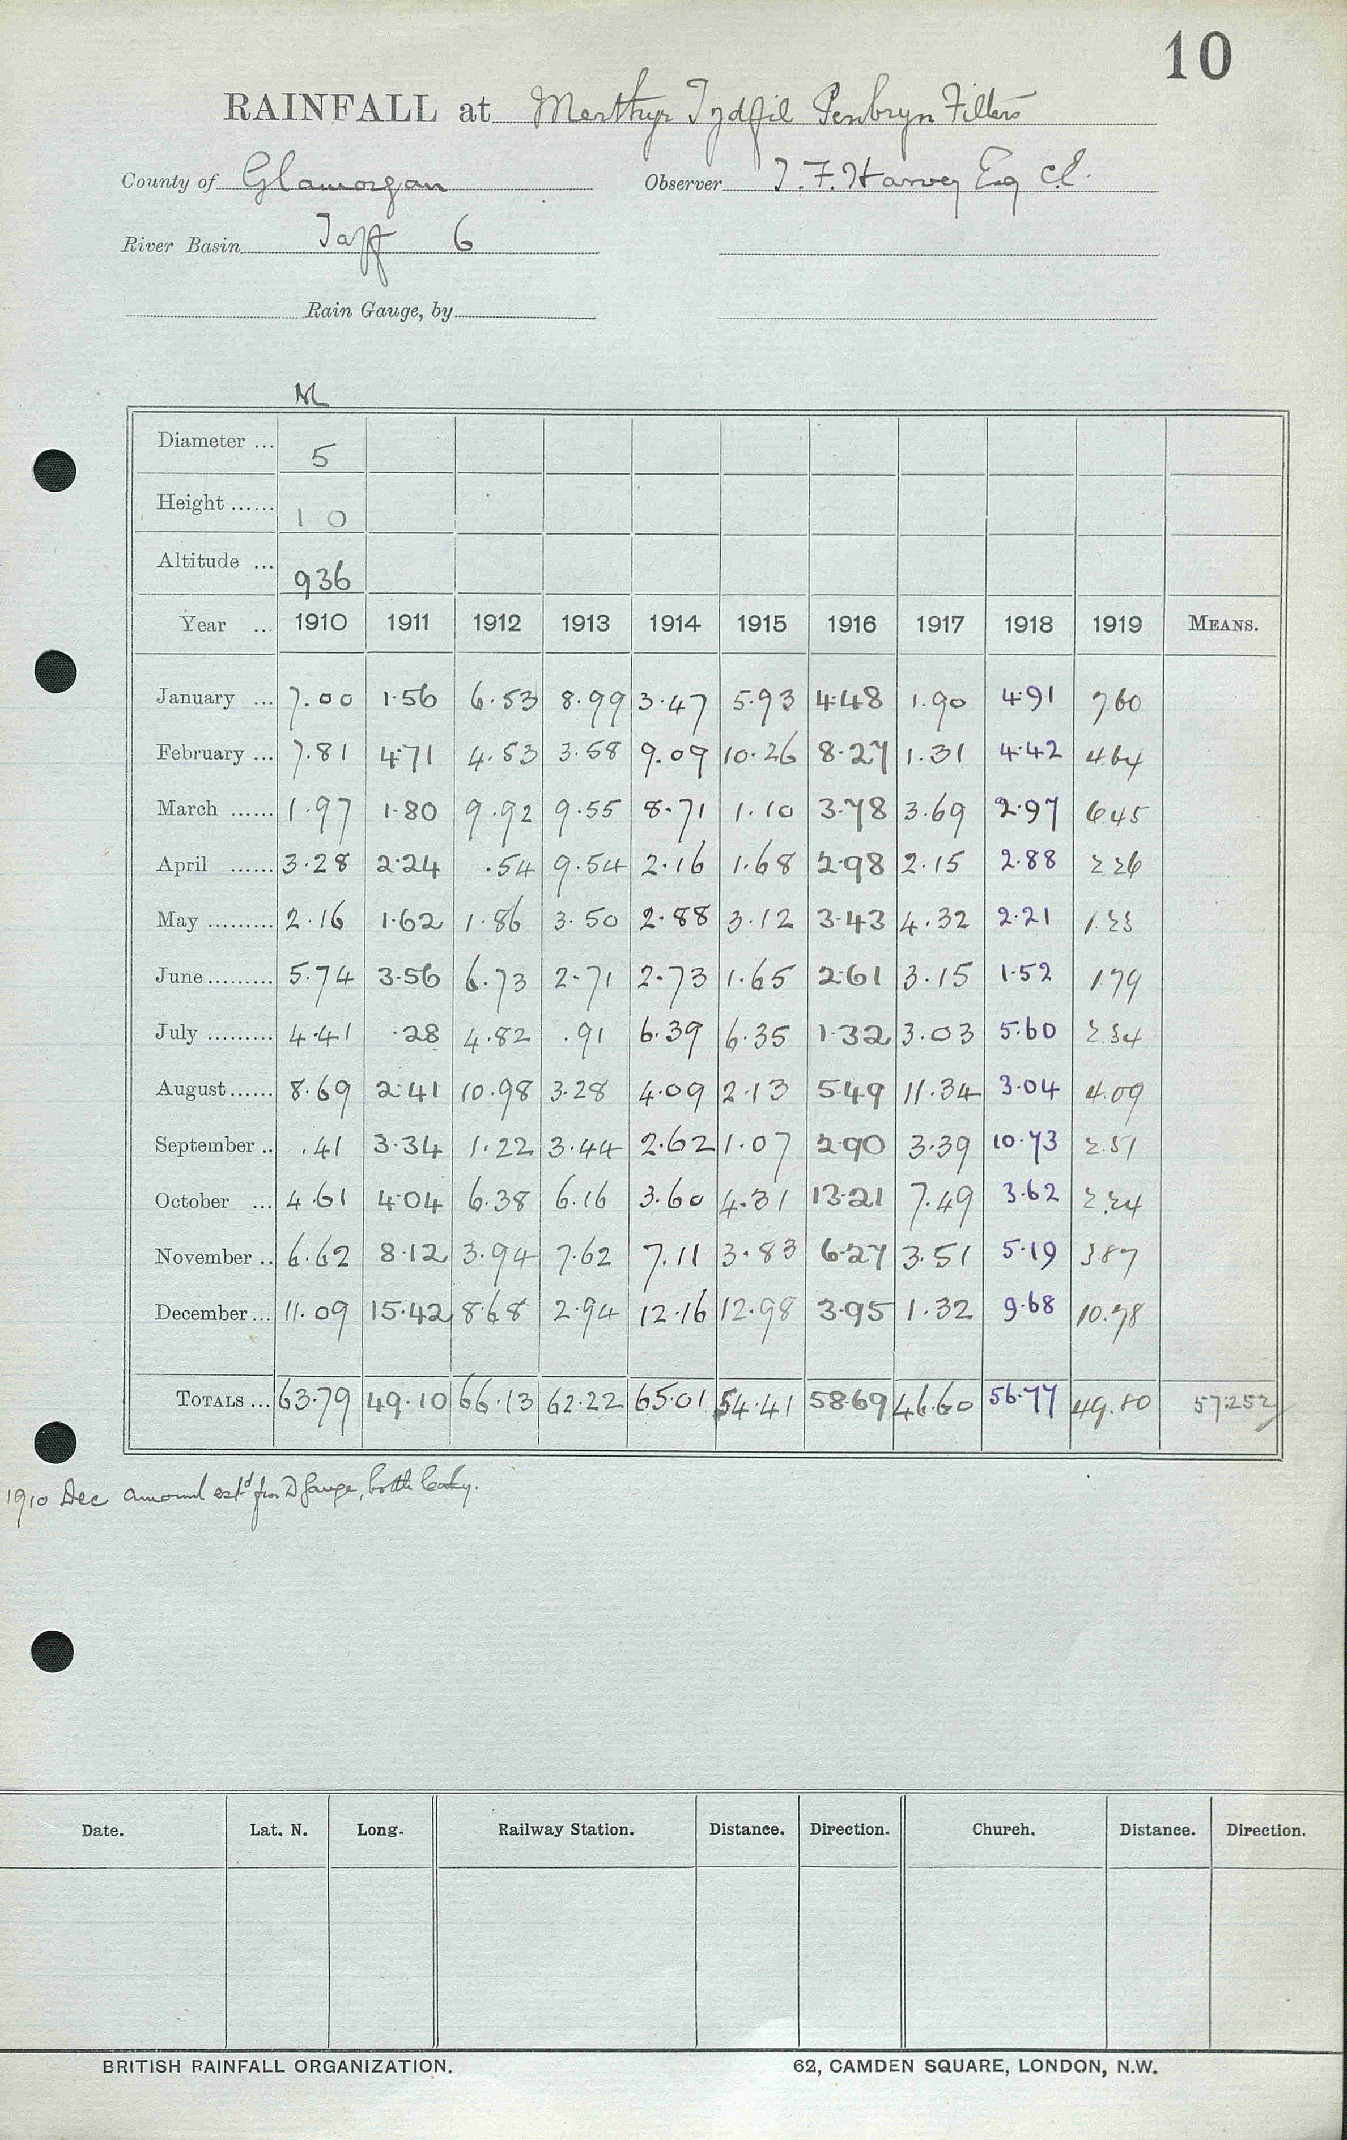 10
RAINFALL at Merthyr Tydfil Penbryn Filters
County of Glamorgan Observer T. F. Harvey Esq C.E.
River Basin Taff 6
Rain Gauge, by
M
Diameter ... 5
Height ...... 1 0
Altitude ... 936
Year ... 1910 1911 1912 1913 1914 1915 1916 1917 1918 1919 MEANS.
January ... 7.00 1.56 6.53 8.99 3.47 5.93 4.48 1.90 4.91 7 60
February ... 7.81 4.71 4.53 3.58 9.09 10.26 8.27 1.31 4.42 4 64
March ...... 1.97 1.80 9.92 9.55 8.71 1.10 3.78 3.69 2.97 6 45
April ...... 3.28 2.24 .54 9.54 2.16 1.68 2.98 2.15 2.88 2 26
May ......... 2.16 1.62 1.86 3.50 2.88 3.12 3.43 4.32 2.21 1.23
June ......... 5.74 3.56 6.73 2.71 2.73 1.65 2.61 3.15 1.52 1.79
July ......... 4.41 .28 4.82 .91 6.39 6.35 1.32 3.03 5.60 2.34
August ...... 8.69 2.41 10.98 3.28 4.09 2.13 5.49 11.34 3.04 4.09
September .. .41 3.34 1.22 3.44 2.62 1.07 2.90 3.39 10.73 2.51
October ... 4.61 4.04 6.38 6.16 3.60 4.31 13.21 7.49 3.62 2.24
November .. 6.62 8.12 3.94 7.62 7.11 3.83 6.27 3.51 5.19 3 87
December ... 11.09 15.42 8.68 2.94 12.16 12.98 3.95 1.32 9.68 10.78
TOTALS ... 63.79 49.10 66.13 62.22 65.01 54.41 58.69 46.60 56.77 49.80 57.252
1910 Dec amount estd from D gauge, bottle leaky.
Date. Lat. N. Long. Railway Station. Distance. Direction. Church. Distance. Direction.
BRITISH RAINFALL ORGANIZATION. 62, CAMDEN SQUARE, LONDON, N.W.